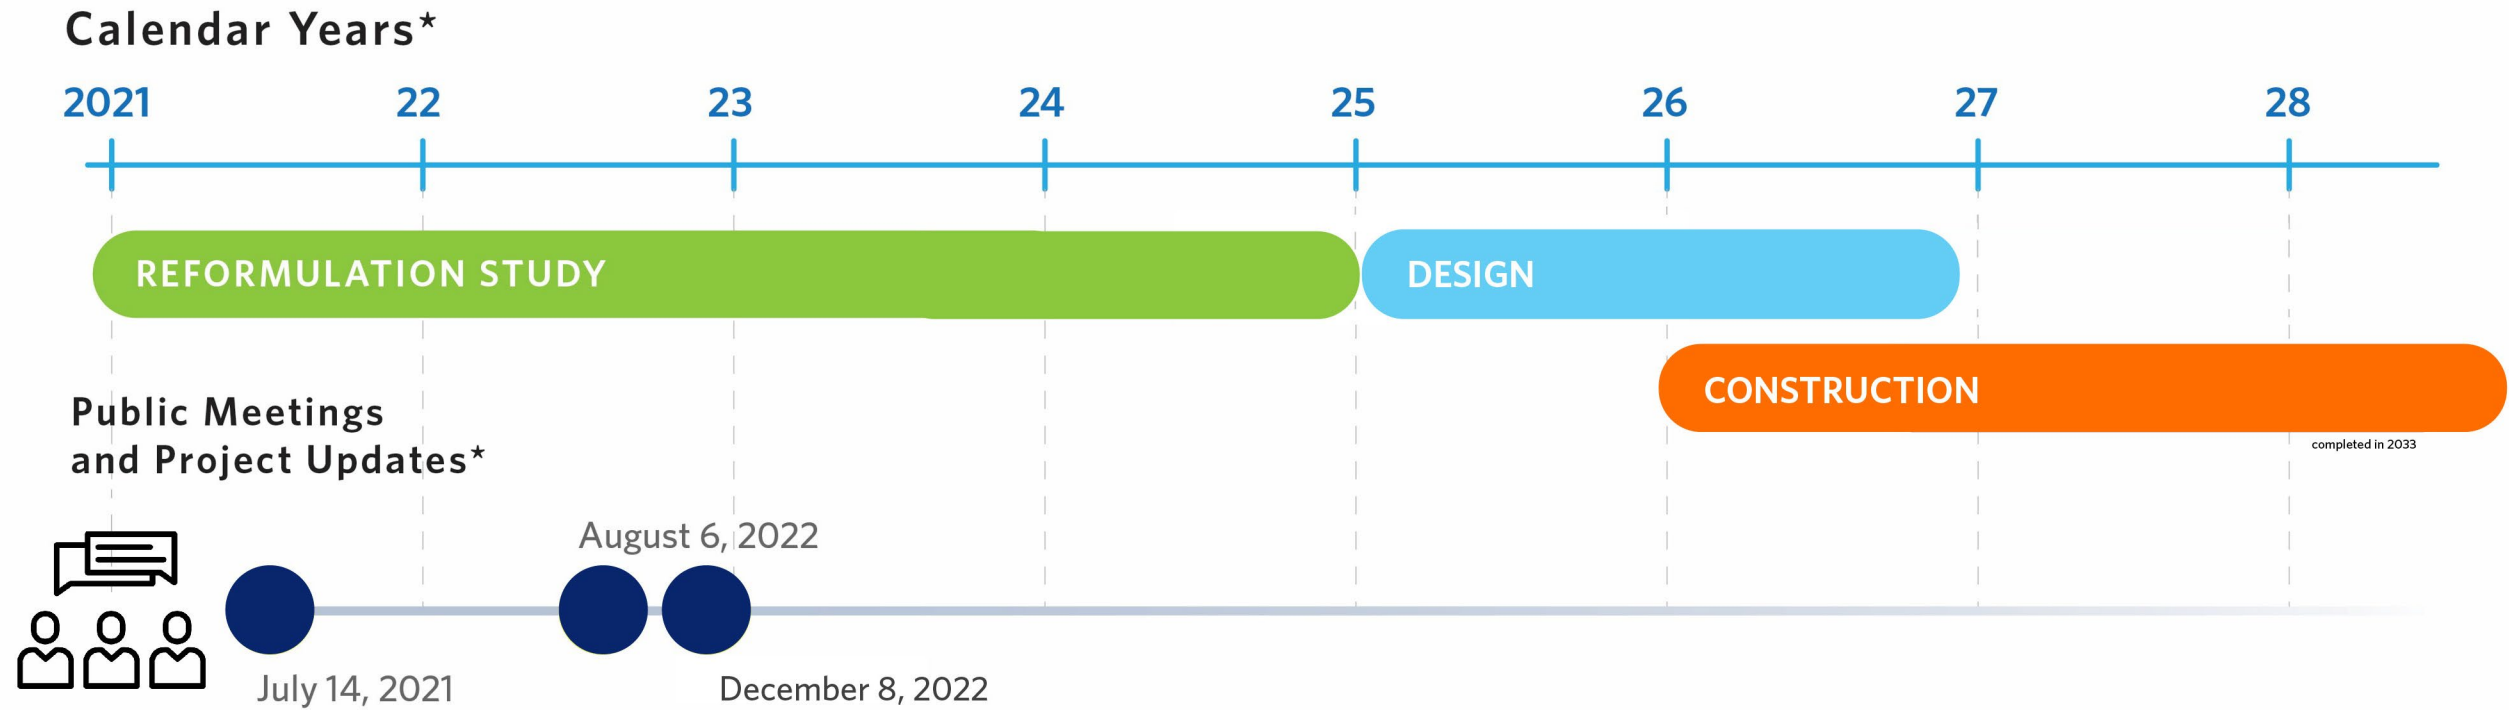 Calendar Years*
2021 22 23 24 25 26 27 28
REFORMULATION STUDY DESIGN
CONSTRUCTION
completed in 2033
Public Meetings
and Project Updates*
August 6, 2022
July 14, 2021 December 8, 2022